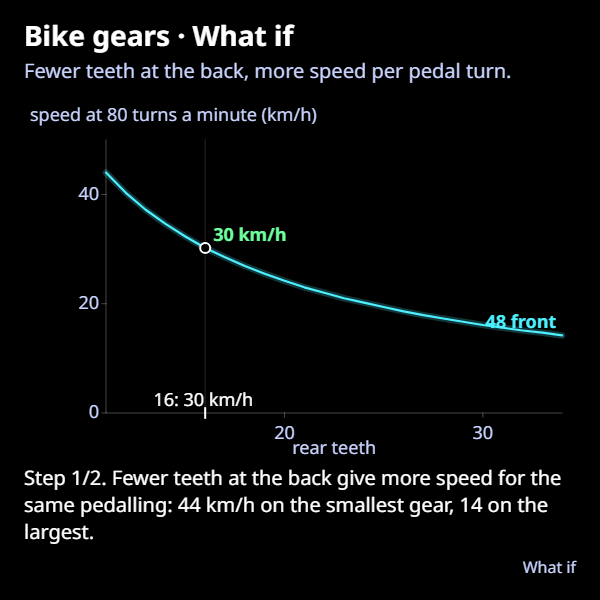 Bike gears · What if
Fewer teeth at the back, more speed per pedal turn.
speed at 80 turns a minute (km/h)
40
30 km/h
20
48 front
16: 30 km/h
0
20
30
rear teeth
Step 1/2. Fewer teeth at the back give more speed for the
same pedalling: 44 km/h on the smallest gear, 14 on the
largest.
What if